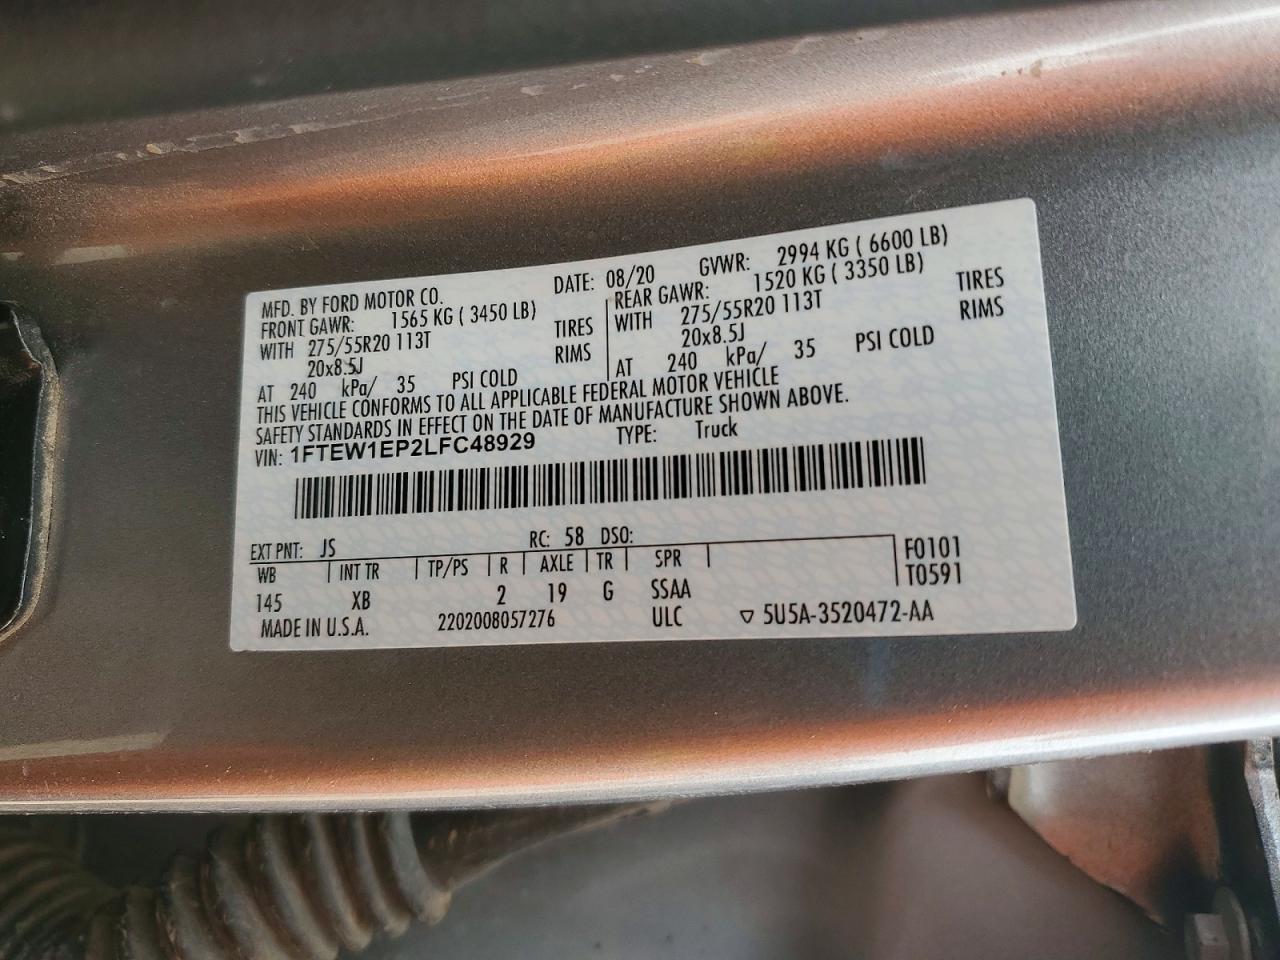 MFD. BY FORD MOTOR CO. DATE: 08/20 GVWR: 2994 KG ( 6600 LB)
FRONT GAWR: 1565 KG ( 3450 LB) REAR GAWR: 1520 KG ( 3350 LB)
WITH 275/55R20 113T TIRES WITH 275/55R20 113T TIRES
20x8.5J RIMS 20x8.5J RIMS
AT 240 kPa/ 35 PSI COLD AT 240 kPa/ 35 PSI COLD
THIS VEHICLE CONFORMS TO ALL APPLICABLE FEDERAL MOTOR VEHICLE
SAFETY STANDARDS IN EFFECT ON THE DATE OF MANUFACTURE SHOWN ABOVE.
VIN: 1FTEW1EP2LFC48929 TYPE: Truck
EXT PNT: JS RC: 58 DSO:
WB INT TR TP/PS R AXLE TR SPR F0101
T0591
145 XB 2 19 G SSAA
MADE IN U.S.A. 2202008057276 ULC ▽ 5U5A-3520472-AA